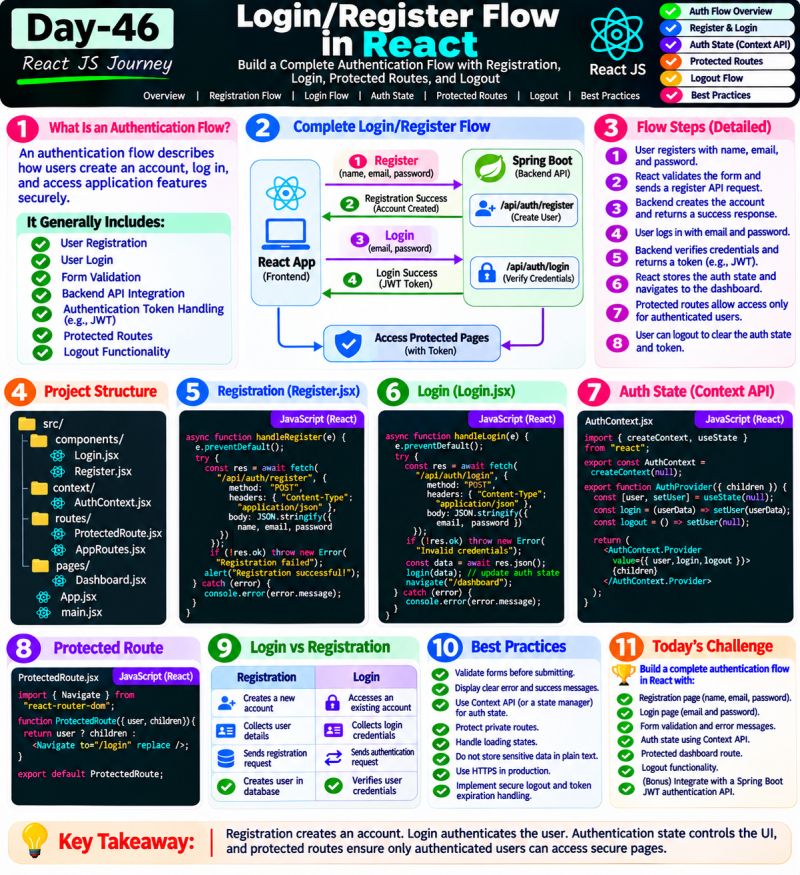 Day-46
React JS Journey
Login/Register Flow
in React
Build a Complete Authentication Flow with Registration,
Login, Protected Routes, and Logout
React JS
Auth Flow Overview
Register & Login
Auth State (Context API)
Protected Routes
Logout Flow
Best Practices
Overview | Registration Flow | Login Flow | Auth State | Protected Routes | Logout | Best Practices
1 What Is an Authentication Flow?
An authentication flow describes
how users create an account, log in,
and access application features
securely.
It Generally Includes:
User Registration
User Login
Form Validation
Backend API Integration
Authentication Token Handling
(e.g., JWT)
Protected Routes
Logout Functionality
2 Complete Login/Register Flow
React App
(Frontend)
1 Register
(name, email, password)
2 Registration Success
(Account Created)
3 Login
(email, password)
4 Login Success
(JWT Token)
Spring Boot
(Backend API)
/api/auth/register
(Create User)
/api/auth/login
(Verify Credentials)
Access Protected Pages
(with Token)
3 Flow Steps (Detailed)
1 User registers with name, email,
and password.
2 React validates the form and
sends a register API request.
3 Backend creates the account
and returns a success response.
4 User logs in with email and password.
5 Backend verifies credentials and
returns a token (e.g., JWT).
6 React stores the auth state and
navigates to the dashboard.
7 Protected routes allow access only
for authenticated users.
8 User can logout to clear the auth state
and token.
4 Project Structure
src/
components/
Login.jsx
Register.jsx
context/
AuthContext.jsx
routes/
ProtectedRoute.jsx
AppRoutes.jsx
pages/
Dashboard.jsx
App.jsx
main.jsx
5 Registration (Register.jsx)
JavaScript (React)
async function handleRegister(e) {
e.preventDefault();
try {
const res = await fetch(
"/api/auth/register", {
method: "POST",
headers: { "Content-Type":
"application/json" },
body: JSON.stringify({
name, email, password
})
});
if (!res.ok) throw new Error(
"Registration failed");
alert("Registration successful!");
} catch (error) {
console.error(error.message);
}
}
6 Login (Login.jsx)
JavaScript (React)
async function handleLogin(e) {
e.preventDefault();
try {
const res = await fetch(
"/api/auth/login", {
method: "POST",
headers: { "Content-Type":
"application/json" },
body: JSON.stringify({
email, password })
});
if (!res.ok) throw new Error(
"Invalid credentials");
const data = await res.json();
login(data); // update auth state
navigate("/dashboard");
} catch (error) {
console.error(error.message);
}
}
7 Auth State (Context API)
AuthContext.jsx
JavaScript (React)
import { createContext, useState }
from "react";
export const AuthContext =
createContext(null);
export function AuthProvider({ children }) {
const [user, setUser] = useState(null);
const login = (userData) => setUser(userData);
const logout = () => setUser(null);
return (
<AuthContext.Provider
value={{ user, login, logout }}>
{children}
</AuthContext.Provider>
);
}
8 Protected Route
ProtectedRoute.jsx
JavaScript (React)
import { Navigate } from
"react-router-dom";
function ProtectedRoute({ user, children}){
return user ? children :
<Navigate to="/login" replace />;
}
export default ProtectedRoute;
9 Login vs Registration
Registration
Login
Creates a new
account
Accesses an
existing account
Collects user
details
Collects login
credentials
Sends registration
request
Sends authentication
request
Creates user in
database
Verifies user
credentials
10 Best Practices
Validate forms before submitting.
Display clear error and success messages.
Use Context API (or a state manager)
for auth state.
Protect private routes.
Handle loading states.
Do not store sensitive data in plain text.
Use HTTPS in production.
Implement secure logout and token
expiration handling.
11 Today's Challenge
Build a complete authentication flow
in React with:
Registration page (name, email, password).
Login page (email and password).
Form validation and error messages.
Auth state using Context API.
Protected dashboard route.
Logout functionality.
(Bonus) Integrate with a Spring Boot
JWT authentication API.
Key Takeaway:
Registration creates an account. Login authenticates the user. Authentication state controls the UI,
and protected routes ensure only authenticated users can access secure pages.